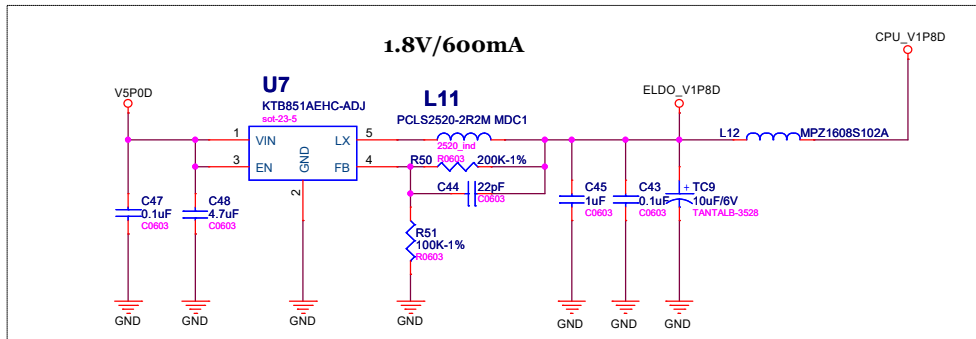 1.8V/600mA
CPU_V1P8D
V5P0D
U7
KTB851AEHC-ADJ
sot-23-5
L11
PCLS2520-2R2M MDC1
2520_ind
ELDO_V1P8D
L12
MPZ1608S102A
1
VIN
LX
5
3
EN
GND
FB
4
2
R50
R0603
200K-1%
C44
22pF
C0603
C47
0.1uF
C0603
C48
4.7uF
C0603
R51
100K-1%
R0603
C45
1uF
C0603
C43
0.1uF
C0603
+
TC9
10uF/6V
TANTALB-3528
GND
GND
GND
GND
GND
GND
GND